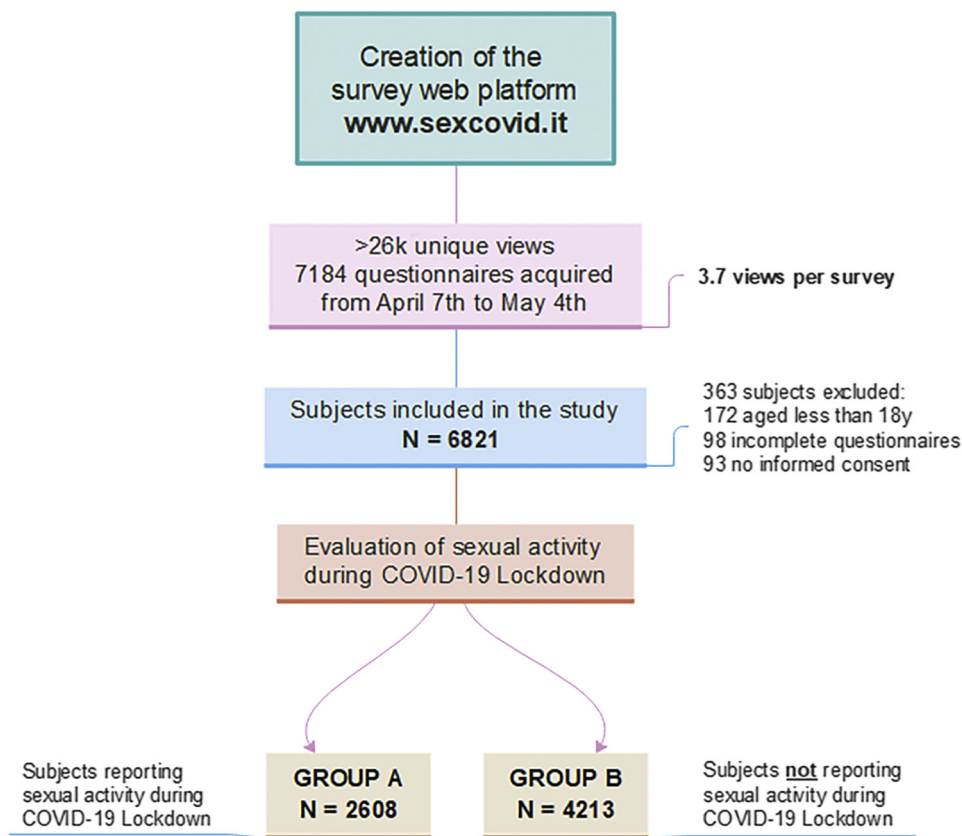 Creation of the
survey web platform
www.sexcovid.it
>26k unique views
7184 questionnaires acquired
from April 7th to May 4th
3.7 views per survey
Subjects included in the study
N = 6821
363 subjects excluded:
172 aged less than 18y
98 incomplete questionnaires
93 no informed consent
Evaluation of sexual activity
during COVID-19 Lockdown
Subjects reporting
sexual activity during
COVID-19 Lockdown
GROUP A
N = 2608
GROUP B
N = 4213
Subjects not reporting
sexual activity during
COVID-19 Lockdown